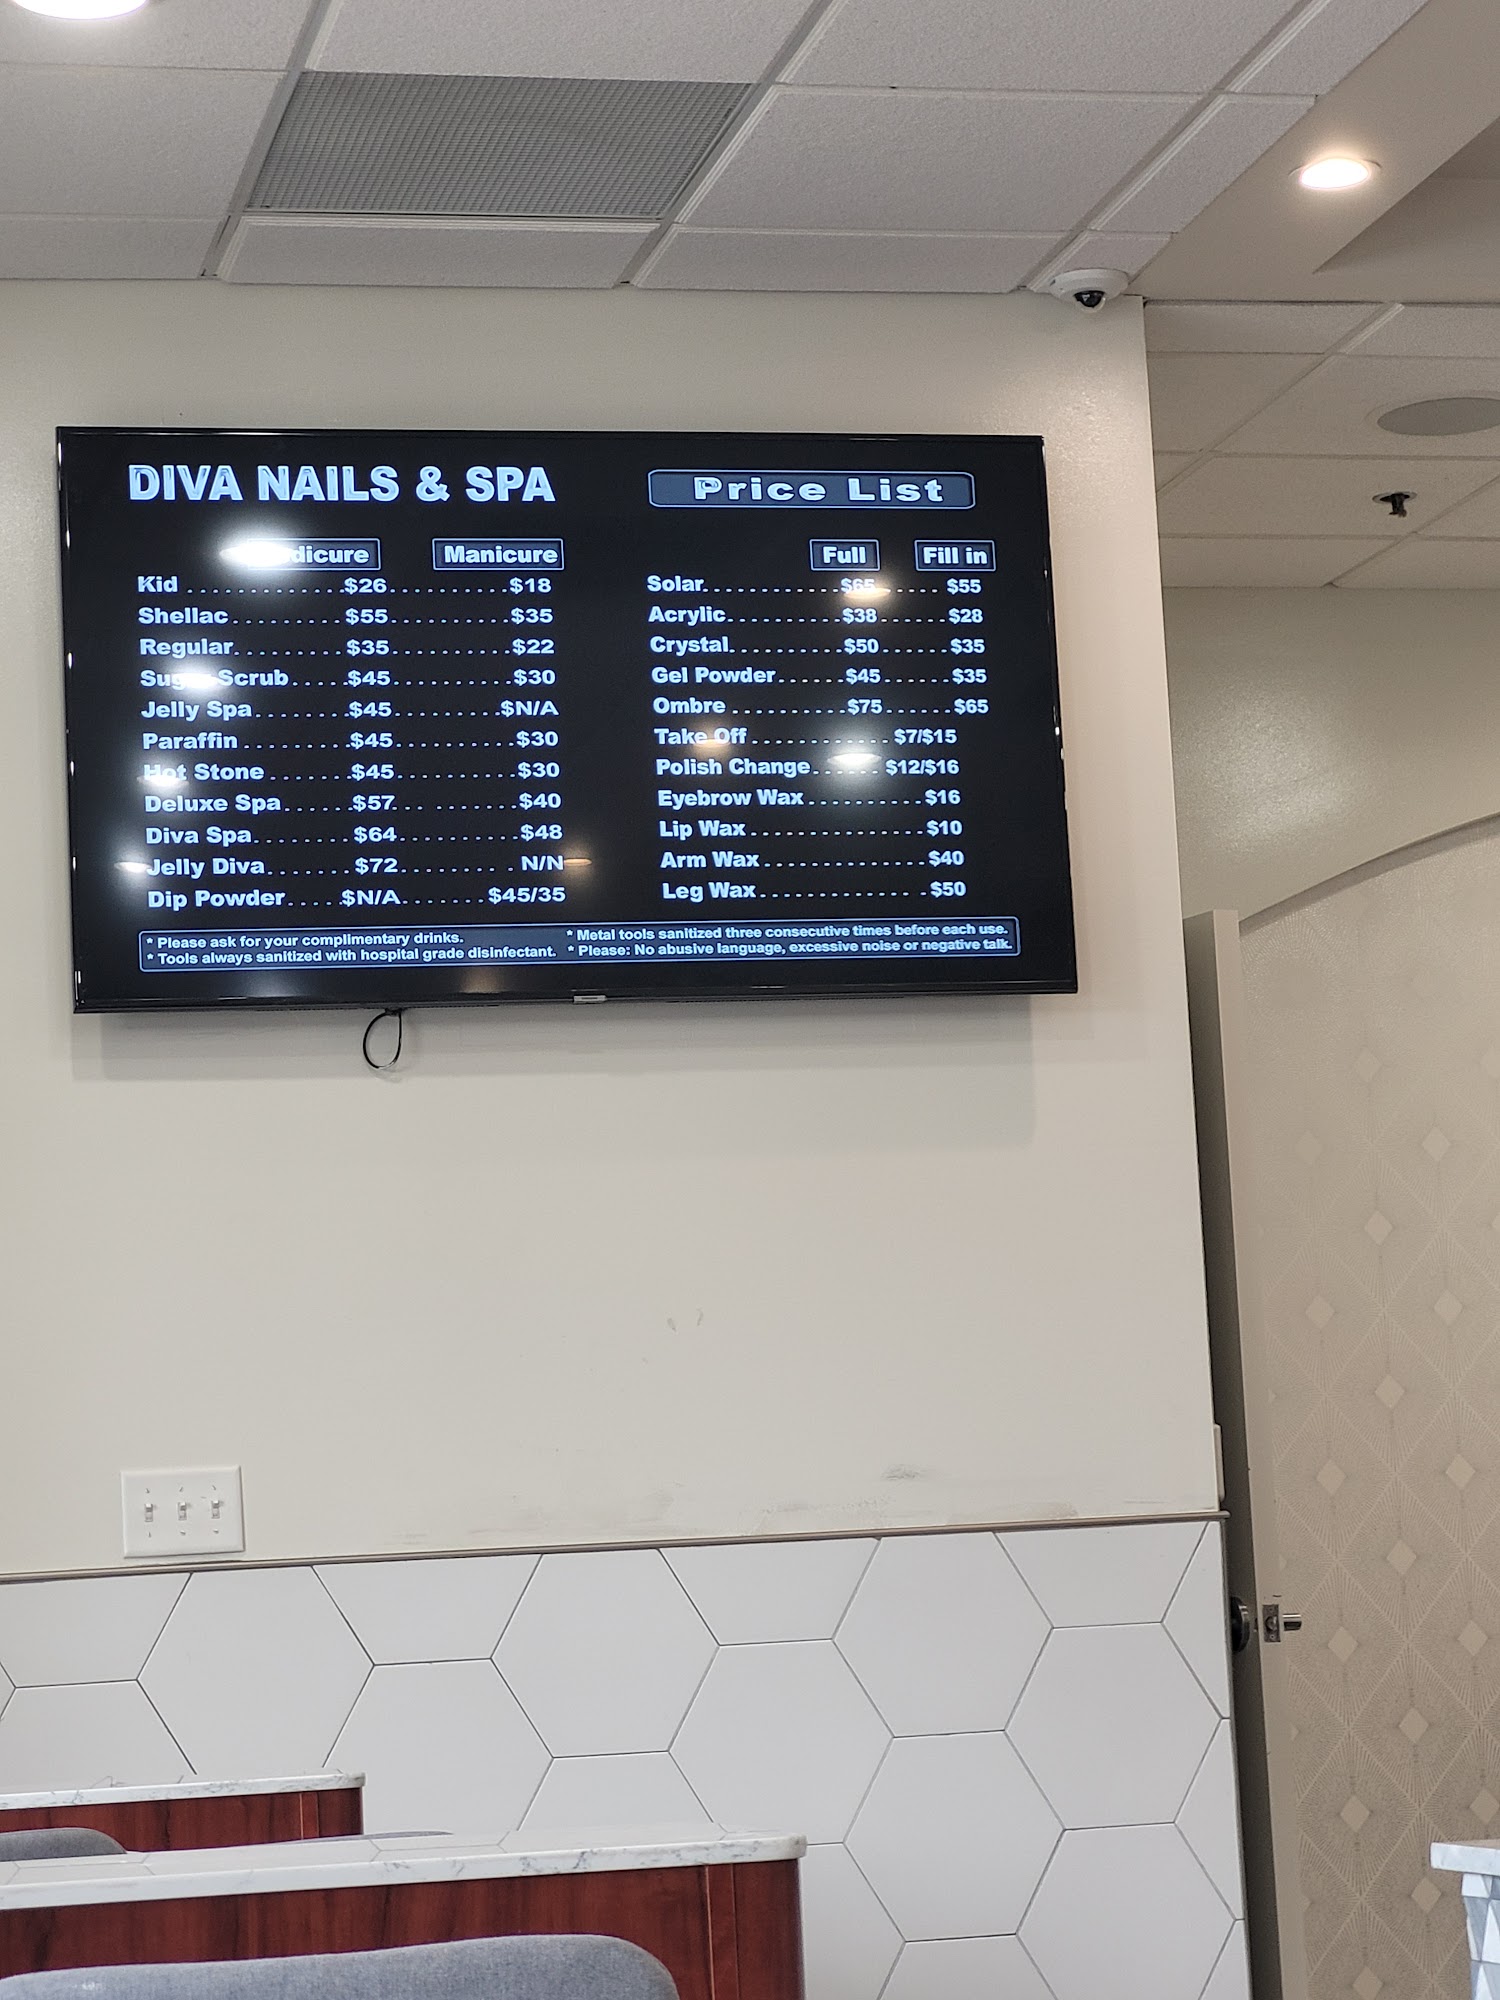 DIVA NAILS & SPA
Price List
Manicure
Kid $26 $18
Shellac $55 $35
Regular $35 $22
Scrub $45 $30
Jelly Spa $45 $N/A
Paraffin $45 $30
Hot Stone $45 $30
Deluxe Spa $57 $40
Diva Spa $64 $48
Jelly Diva $72 N/N
Dip Powder $N/A $45/35
Full Fill in
Solar $65 $55
Acrylic $38 $28
Crystal $50 $35
Gel Powder $45 $35
Ombre $75 $65
Take Off $7/$15
Polish Change $12/$16
Eyebrow Wax $16
Lip Wax $10
Arm Wax $40
Leg Wax $50
* Please ask for your complimentary drinks.
* Tools always sanitized with hospital grade disinfectant.
* Metal tools sanitized three consecutive times before each use.
* Please: No abusive language, excessive noise or negative talk.